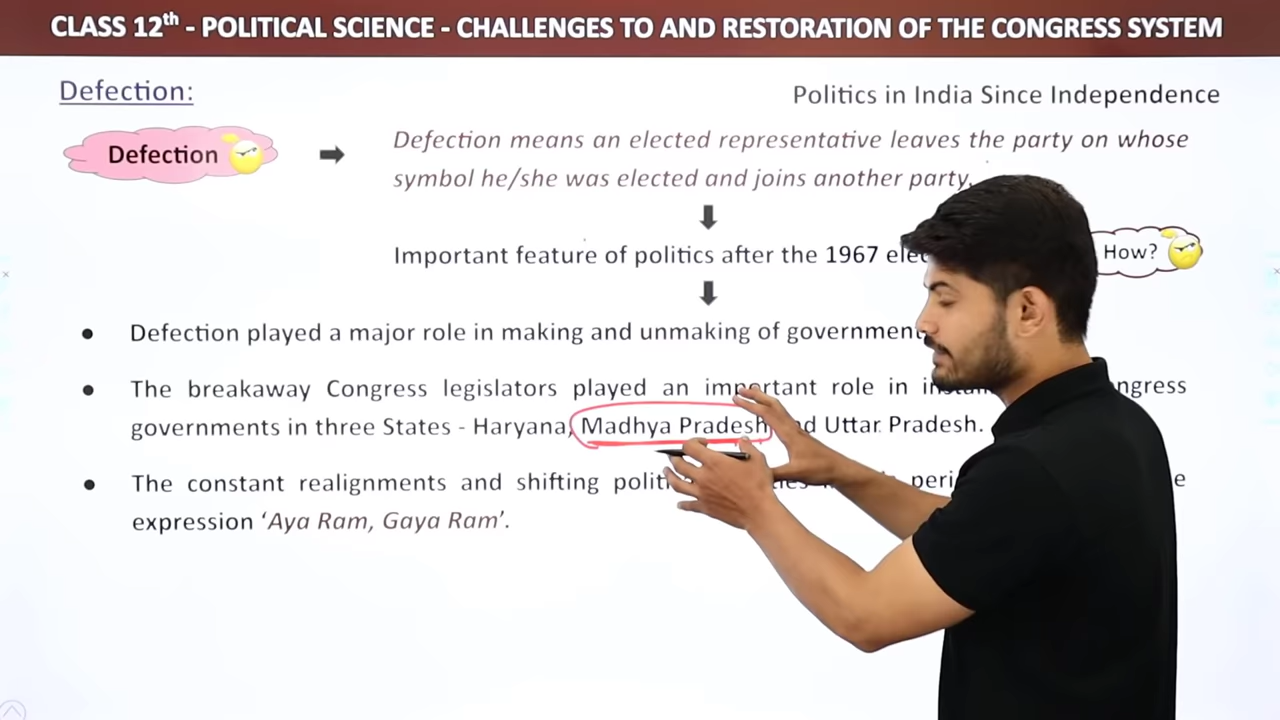 CLASS 12th - POLITICAL SCIENCE - CHALLENGES TO AND RESTORATION OF THE CONGRESS SYSTEM
Defection:
Politics in India Since Independence
Defection
Defection means an elected representative leaves the party on whose
symbol he/she was elected and joins another party.
Important feature of politics after the 1967
How?
Defection played a major role in making and unmaking of
The breakaway Congress legislators played an important role in
governments in three States - Haryana, Madhya Pradesh Uttar Pradesh.
The constant realignments and shifting
expression ‘Aya Ram, Gaya Ram’.